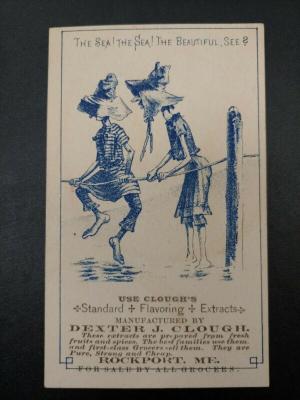 THE SEA! THE SEA! THE BEAUTIFUL, SEE?
USE CLOUGH'S
Standard Flavoring Extracts
MANUFACTURED BY
DEXTER J. CLOUGH.
These extracts are prepared from fresh
fruits and spices. The best families use them
and first-class Grocers sell them. They are
Pure, Strong and Cheap.
ROCKPORT, ME.
FOR SALE BY ALL GROCERS.